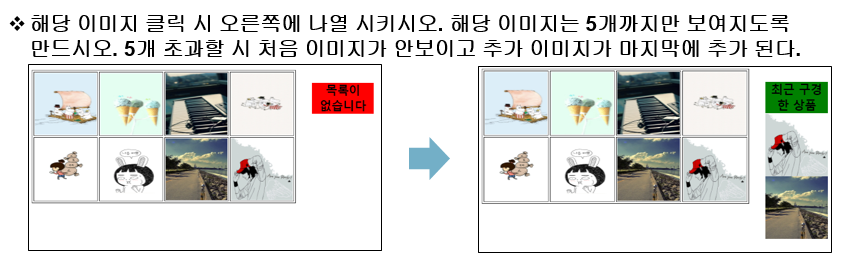 ❖ 해당 이미지 클릭 시 오른쪽에 나열 시키시오. 해당 이미지는 5개까지만 보여지도록
만드시오. 5개 초과할 시 처음 이미지가 안보이고 추가 이미지가 마지막에 추가 된다.
목록이
없습니다
최근 구경
한 상품